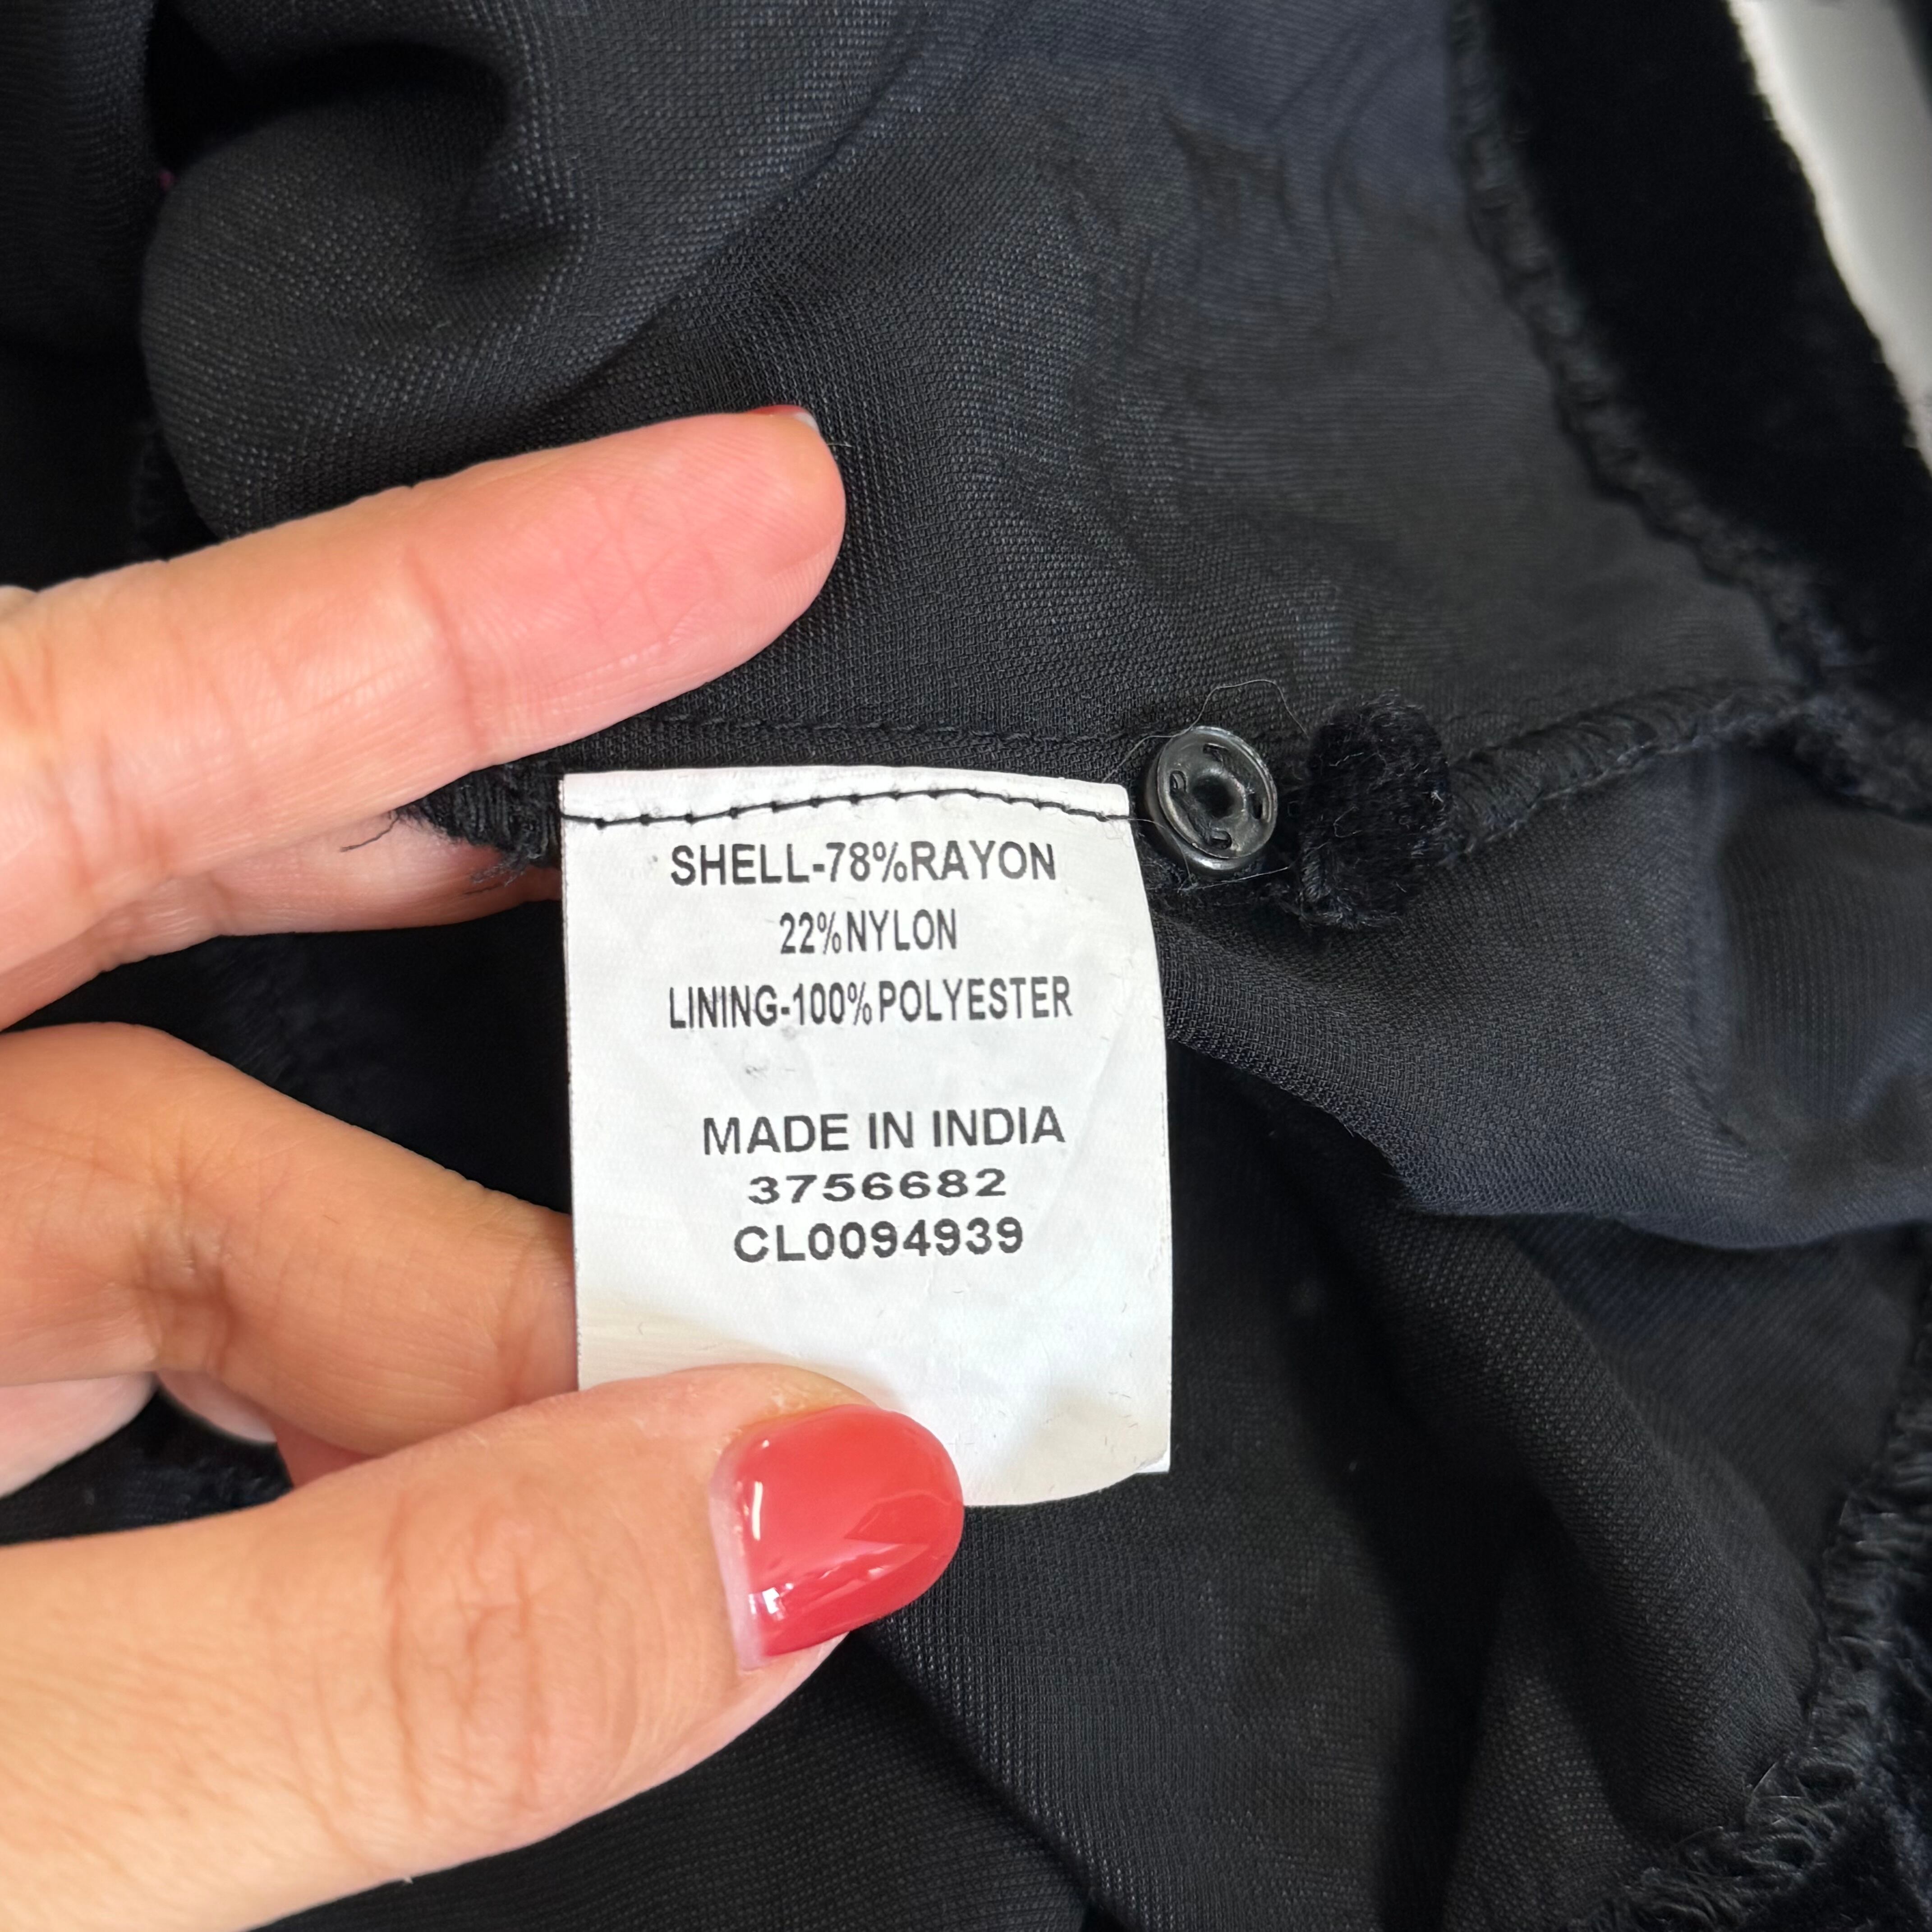 SHELL-78%RAYON
22%NYLON
LINING-100%POLYESTER
MADE IN INDIA
3756682
CL0094939